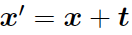 x′ = x + t